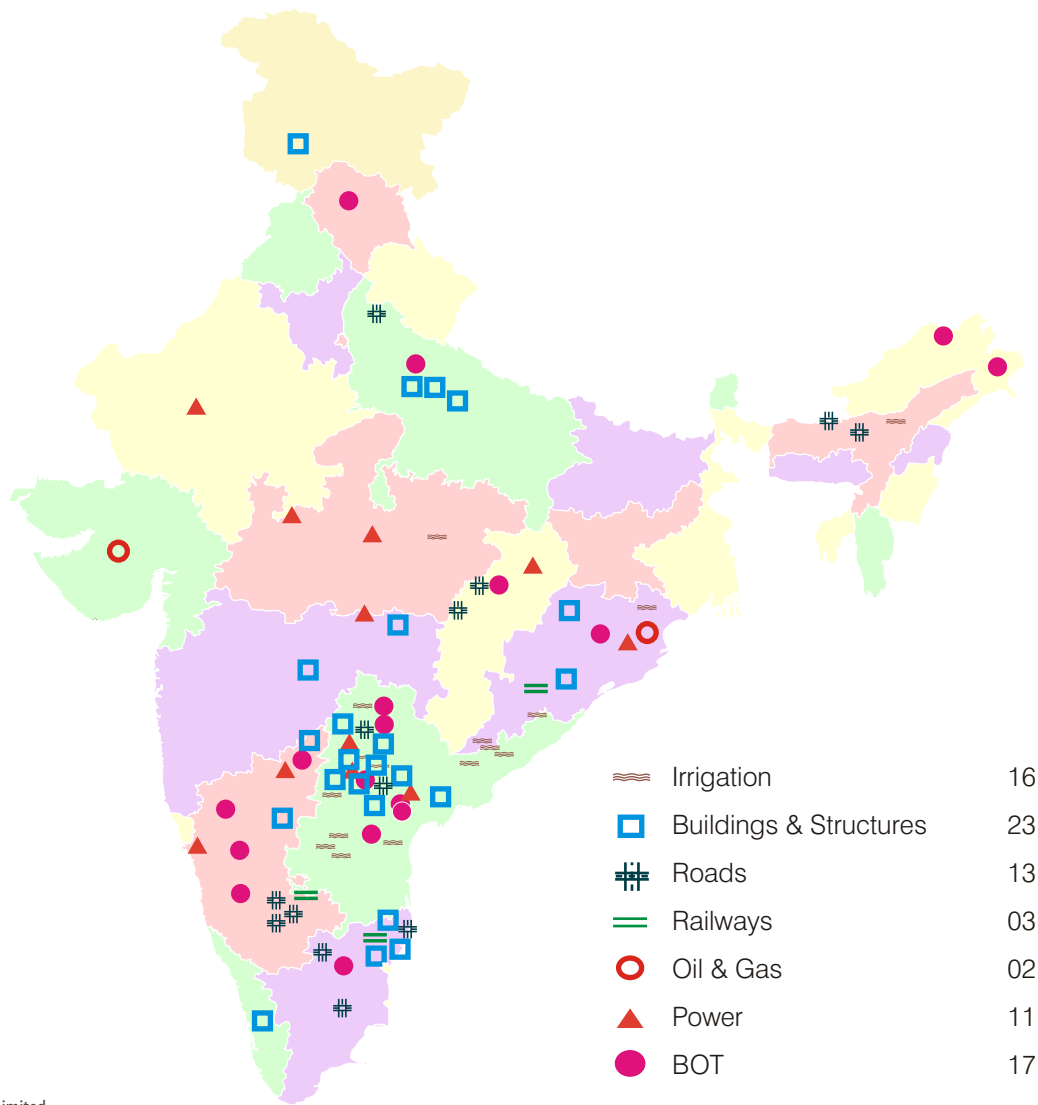 Irrigation 16
Buildings & Structures 23
Roads 13
Railways 03
Oil & Gas 02
Power 11
BOT 17